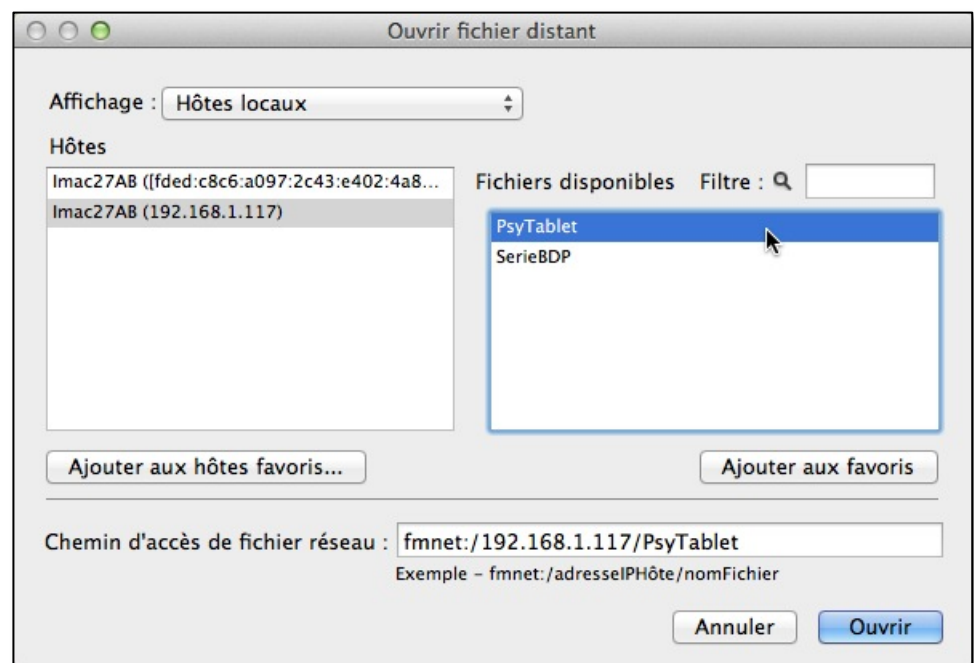 Ouvrir fichier distant
Affichage : Hôtes locaux
Hôtes
Imac27AB ([fded:c8c6:a097:2c43:e402:4a8...
Imac27AB (192.168.1.117)
Fichiers disponibles Filtre :
PsyTablet
SerieBDP
Ajouter aux hôtes favoris...
Ajouter aux favoris
Chemin d'accès de fichier réseau : fmnet:/192.168.1.117/PsyTablet
Exemple – fmnet:/adresseIPHôte/nomFichier
Annuler Ouvrir